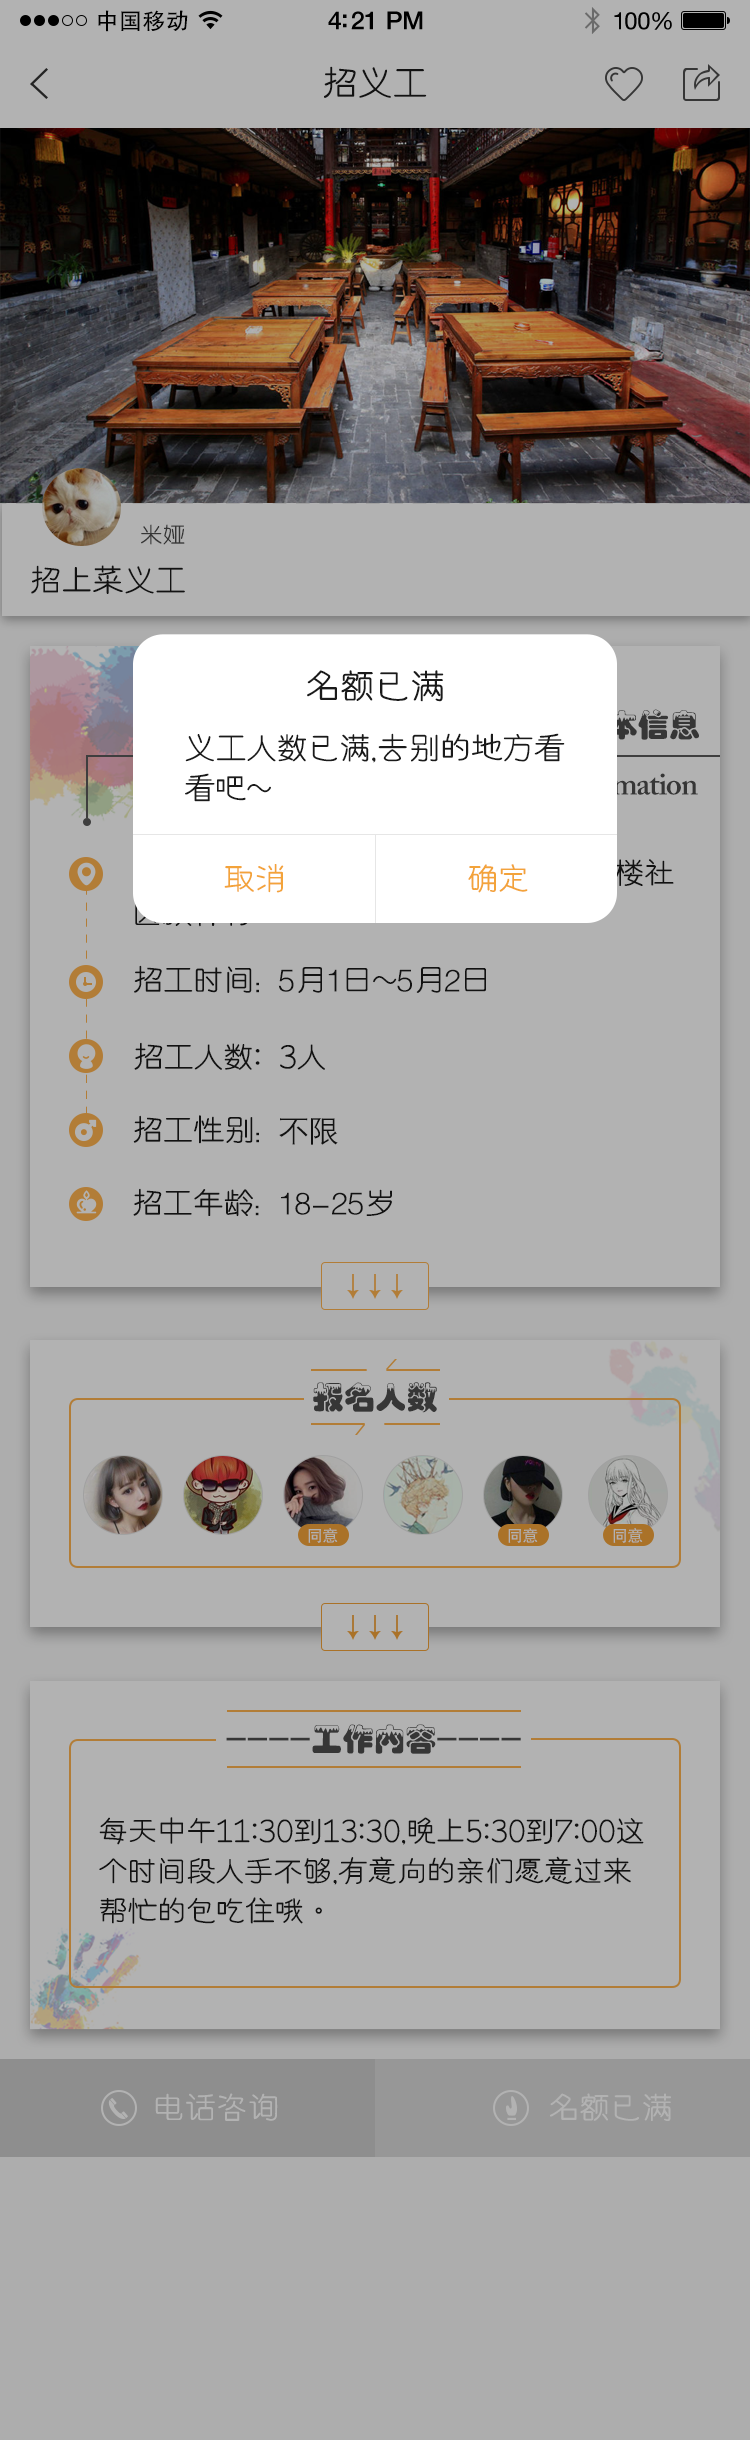 中国移动 4:21 PM 100%
招义工
米娅
招上菜义工
本信息
mation
名额已满
义工人数已满,去别的地方看
看吧~
取消 确定
楼社
招工时间: 5月1日~5月2日
招工人数: 3人
招工性别: 不限
招工年龄: 18-25岁
报名人数
同意 同意 同意
----工作内容----
每天中午11:30到13:30,晚上5:30到7:00这
个时间段人手不够,有意向的亲们愿意过来
帮忙的包吃住哦。
电话咨询 名额已满